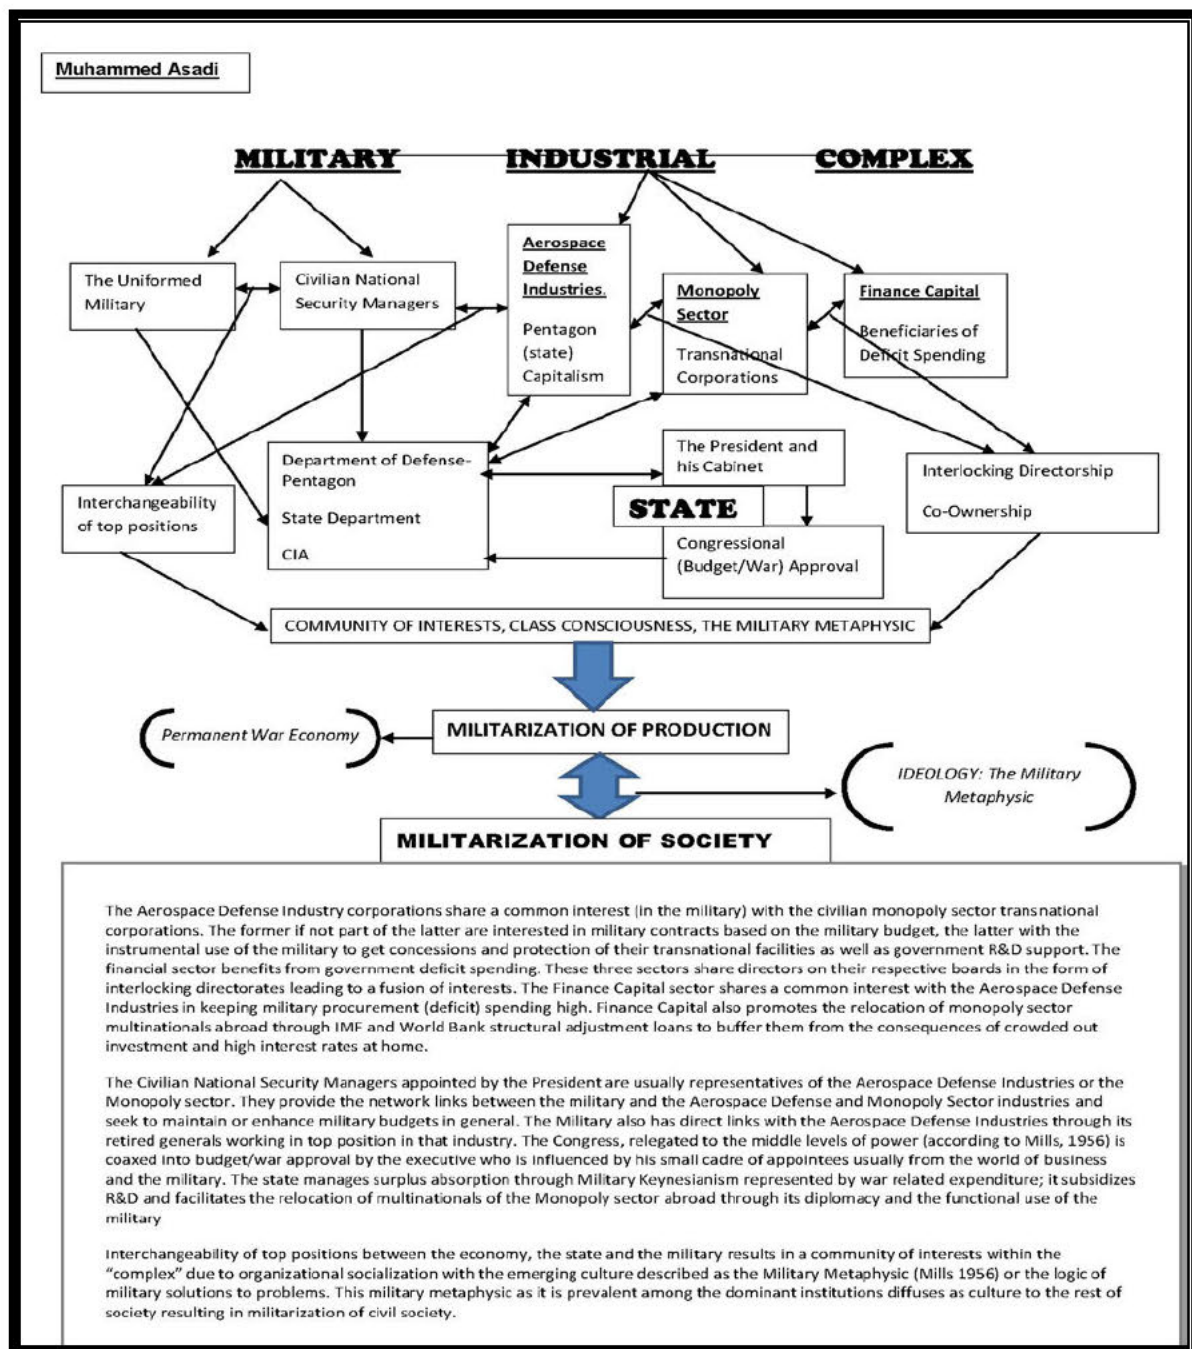 Muhammed Asadi
MILITARY INDUSTRIAL COMPLEX
The Uniformed
Military
Civilian National
Security Managers
Aerospace
Defense
Industries.
Pentagon
(state)
Capitalism
Monopoly
Sector
Transnational
Corporations
Finance Capital
Beneficiaries of
Deficit Spending
Interchangeability
of top positions
Department of Defense-
Pentagon
State Department
CIA
The President and
his Cabinet
STATE
Congressional
(Budget/War) Approval
Interlocking Directorship
Co-Ownership
COMMUNITY OF INTERESTS, CLASS CONSCIOUSNESS, THE MILITARY METAPHYSIC
Permanent War Economy
MILITARIZATION OF PRODUCTION
IDEOLOGY: The Military
Metaphysic
MILITARIZATION OF SOCIETY
The Aerospace Defense Industry corporations share a common interest (in the military) with the civilian monopoly sector transnational
corporations. The former if not part of the latter are interested in military contracts based on the military budget, the latter with the
instrumental use of the military to get concessions and protection of their transnational facilities as well as government R&D support. The
financial sector benefits from government deficit spending. These three sectors share directors on their respective boards in the form of
interlocking directorates leading to a fusion of interests. The Finance Capital sector shares a common interest with the Aerospace Defense
Industries in keeping military procurement (deficit) spending high. Finance Capital also promotes the relocation of monopoly sector
multinationals abroad through IMF and World Bank structural adjustment loans to buffer them from the consequences of crowded out
investment and high interest rates at home.
The Civilian National Security Managers appointed by the President are usually representatives of the Aerospace Defense Industries or the
Monopoly sector. They provide the network links between the military and the Aerospace Defense and Monopoly Sector industries and
seek to maintain or enhance military budgets in general. The Military also has direct links with the Aerospace Defense Industries through its
retired generals working in top position in that industry. The Congress, relegated to the middle levels of power (according to Mills, 1956) is
coaxed into budget/war approval by the executive who is influenced by his small cadre of appointees usually from the world of business
and the military. The state manages surplus absorption through Military Keynesianism represented by war related expenditure; it subsidizes
R&D and facilitates the relocation of multinationals of the Monopoly sector abroad through its diplomacy and the functional use of the
military
Interchangeability of top positions between the economy, the state and the military results in a community of interests within the
“complex” due to organizational socialization with the emerging culture described as the Military Metaphysic (Mills 1956) or the logic of
military solutions to problems. This military metaphysic as it is prevalent among the dominant institutions diffuses as culture to the rest of
society resulting in militarization of civil society.